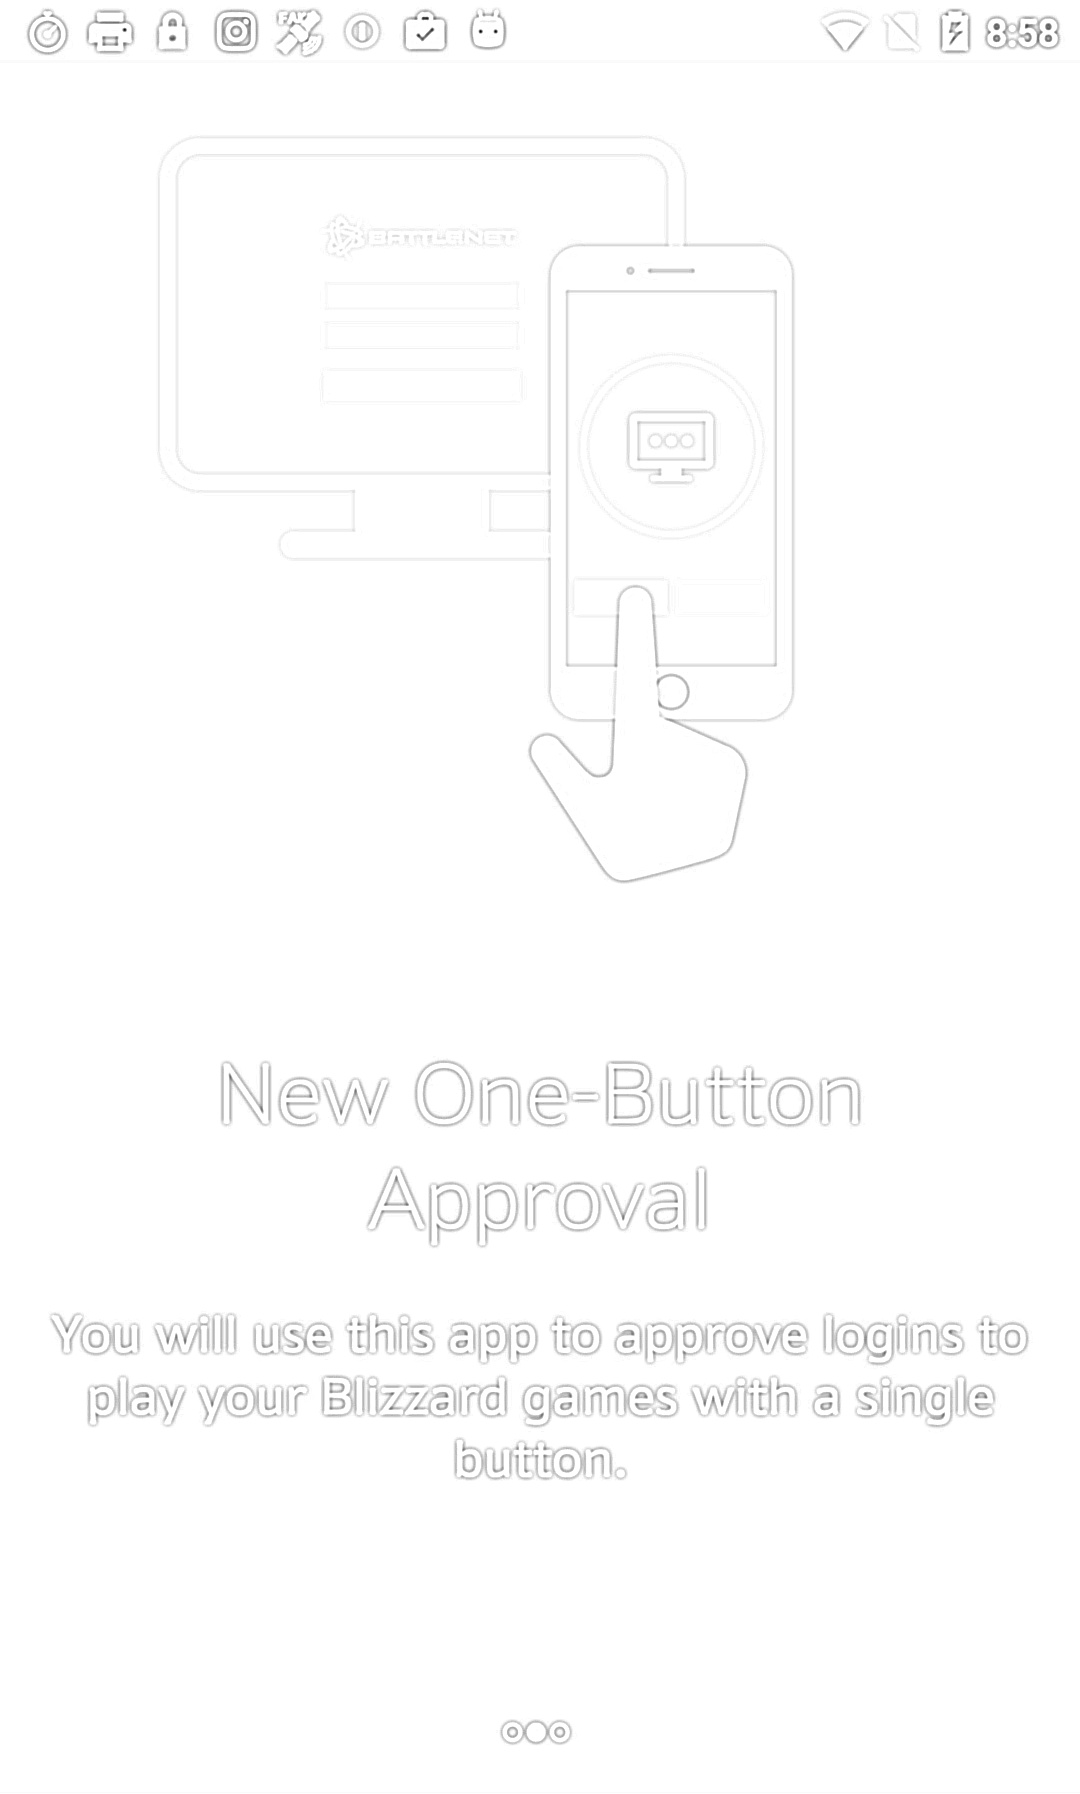 8:58
BATTLE.NET
New One-Button
Approval
You will use this app to approve logins to
play your Blizzard games with a single
button.